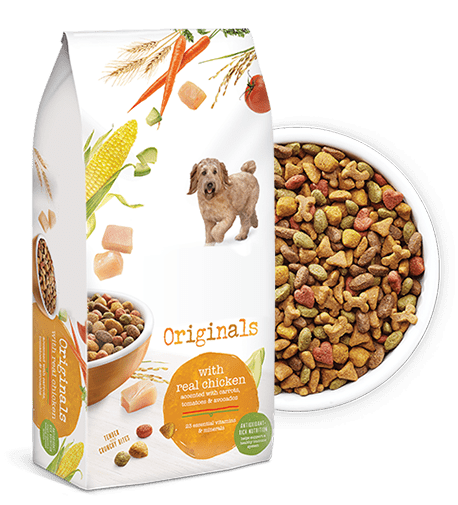 Originals
with
real chicken
accented with carrots,
tomatoes & avocados
23 essential vitamins
& minerals
TENDER
CRUNCHY BITES
ANTIOXIDANT-
RICH NUTRITION
Originals
with real chicken